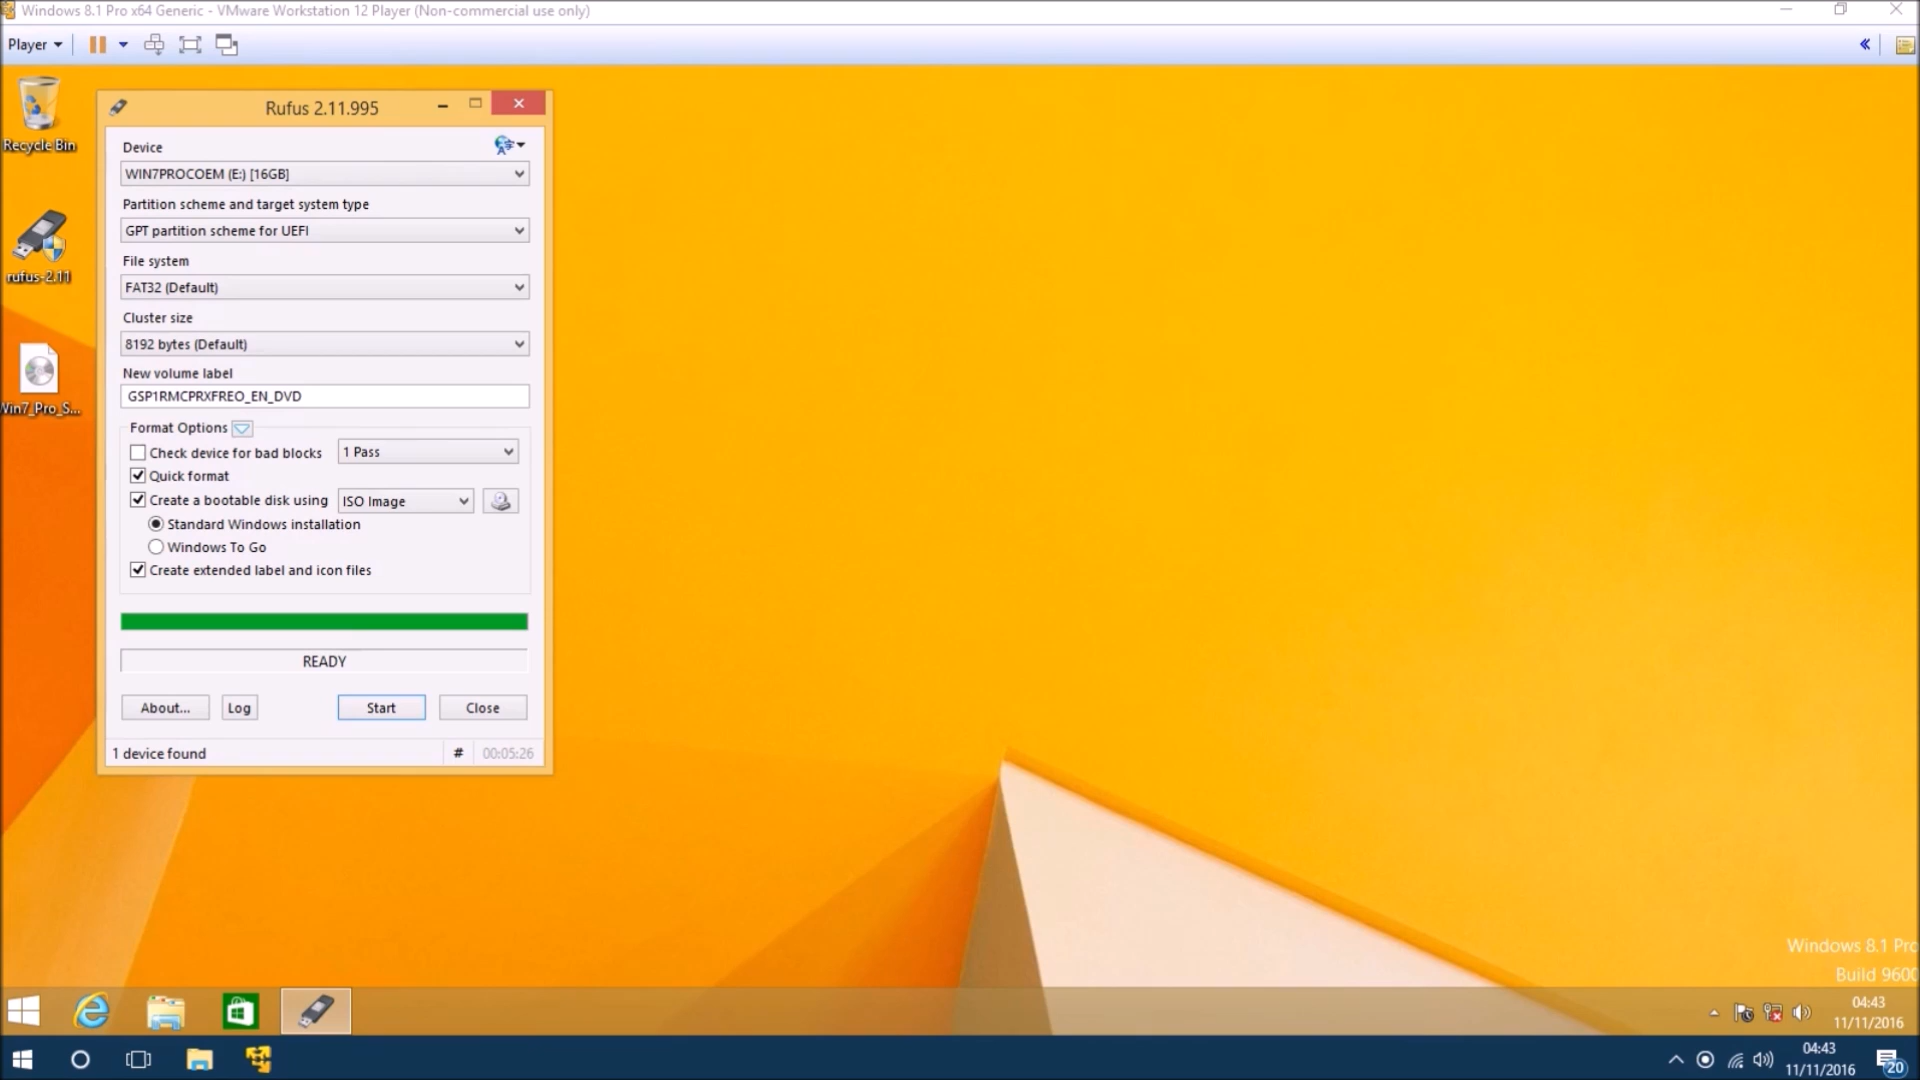 Windows 8.1 Pro x64 Generic - VMware Workstation 12 Player (Non-commercial use only)
Player
Recycle Bin
rufus-2.11
Win7_Pro_S...
Rufus 2.11.995
Device
WIN7PROCOEM (E:) [16GB]
Partition scheme and target system type
GPT partition scheme for UEFI
File system
FAT32 (Default)
Cluster size
8192 bytes (Default)
New volume label
GSP1RMCPRXFREO_EN_DVD
Format Options
Check device for bad blocks 1 Pass
Quick format
Create a bootable disk using ISO Image
Standard Windows installation
Windows To Go
Create extended label and icon files
READY
About... Log Start Close
1 device found # 00:05:26
Windows 8.1 Pro
Build 9600
04:43
11/11/2016
04:43
11/11/2016
20